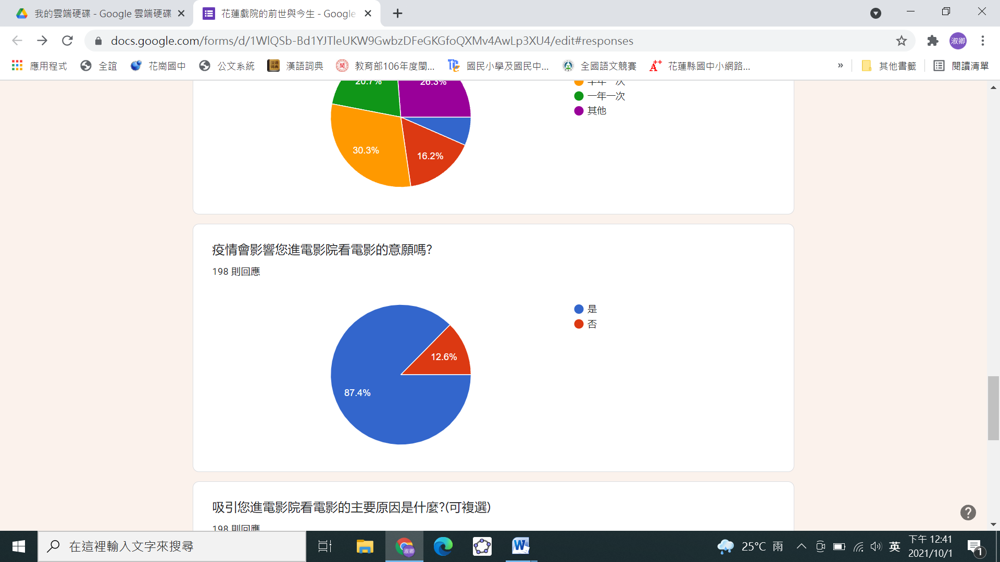 我的雲端硬碟 - Google 雲端硬碟
花蓮戲院的前世與今生 - Google
docs.google.com/forms/d/1WlQSb-Bd1YJTleUKW9GwbzDFeGKGfoQXMv4AwLp3XU4/edit#responses
淑卿
應用程式
全誼
花崗國中
公文系統
漢語詞典
教育部106年度閩...
國民小學及國民中...
全國語文競賽
花蓮縣國中小網路...
»
其他書籤
閱讀清單
20.7%
26.3%
30.3%
16.2%
半年一次
一年一次
其他
疫情會影響您進電影院看電影的意願嗎?
198 則回應
12.6%
87.4%
是
否
吸引您進電影院看電影的主要原因是什麼?(可複選)
198 則回應
在這裡輸入文字來搜尋
25°C 雨
英
下午 12:41
2021/10/1
1